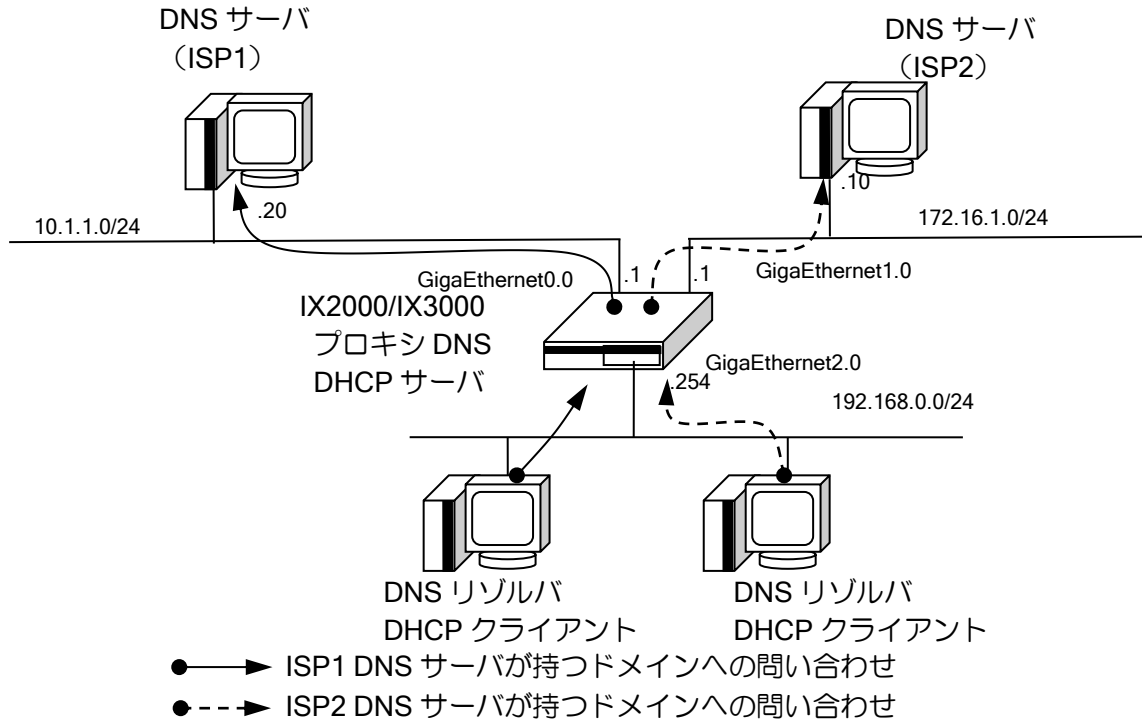 DNS サーバ
（ISP1）
DNS サーバ
（ISP2）
.20
.10
10.1.1.0/24
172.16.1.0/24
GigaEthernet0.0
.1
.1
GigaEthernet1.0
IX2000/IX3000
プロキシ DNS
DHCP サーバ
GigaEthernet2.0
.254
192.168.0.0/24
DNS リゾルバ
DHCP クライアント
DNS リゾルバ
DHCP クライアント
ISP1 DNS サーバが持つドメインへの問い合わせ
ISP2 DNS サーバが持つドメインへの問い合わせ